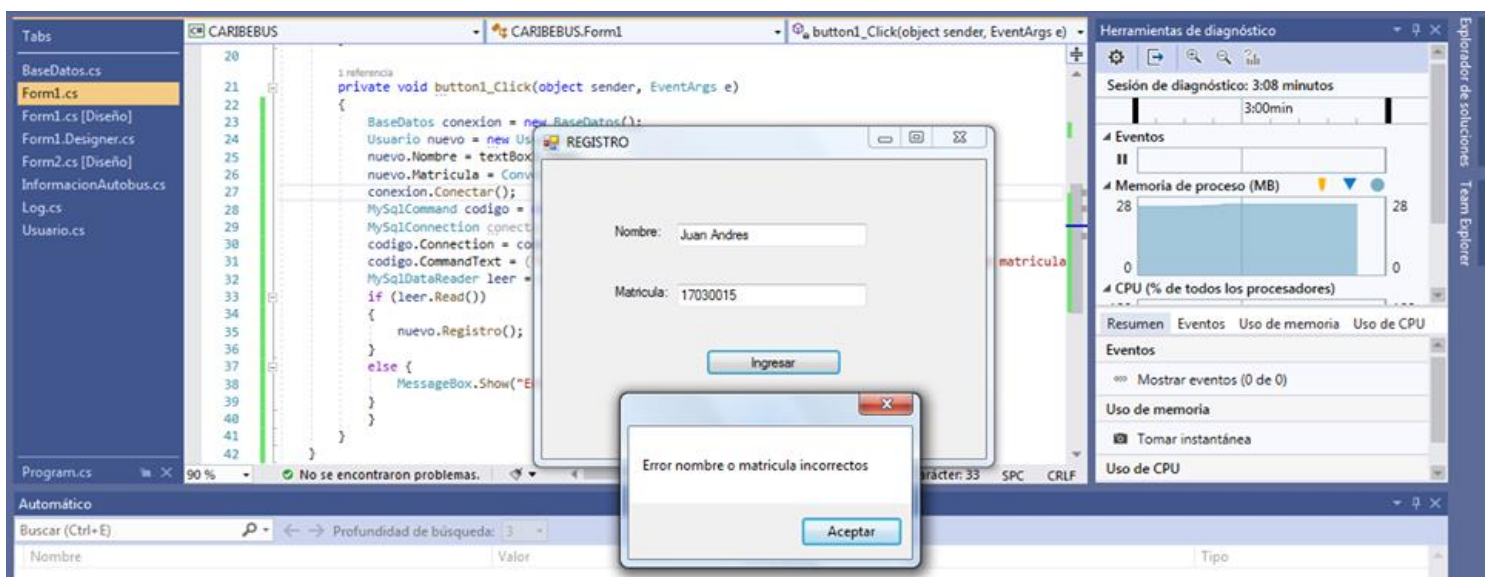 Tabs
BaseDatos.cs
Form1.cs
Form1.cs [Diseño]
Form1.Designer.cs
Form2.cs [Diseño]
InformacionAutobus.cs
Log.cs
Usuario.cs
Program.cs
C# CARIBEBUS
CARIBEBUS.Form1
button1_Click(object sender, EventArgs e)
20
1 referencia
21 private void button1_Click(object sender, EventArgs e)
22 {
23 BaseDatos conexion = new BaseDatos();
24 Usuario nuevo = new Us
25 nuevo.Nombre = textBox
26 nuevo.Matricula = Conv
27 conexion.Conectar();
28 MySqlCommand codigo =
29 MySqlConnection conect
30 codigo.Connection = co
31 codigo.CommandText = ( matricula
32 MySqlDataReader leer =
33 if (leer.Read())
34 {
35 nuevo.Registro();
36 }
37 else {
38 MessageBox.Show("E
39 }
40 }
41 }
42 }
90 % No se encontraron problemas. arácter: 33 SPC CRLF
REGISTRO
Nombre: Juan Andres
Matricula: 17030015
Ingresar
Error nombre o matricula incorrectos
Aceptar
Herramientas de diagnóstico
Sesión de diagnóstico: 3:08 minutos
3:00min
Eventos
Memoria de proceso (MB)
28 28
0 0
CPU (% de todos los procesadores)
Resumen Eventos Uso de memoria Uso de CPU
Eventos
Mostrar eventos (0 de 0)
Uso de memoria
Tomar instantánea
Uso de CPU
Explorador de soluciones
Team Explorer
Automático
Buscar (Ctrl+E) Profundidad de búsqueda: 3
Nombre Valor Tipo